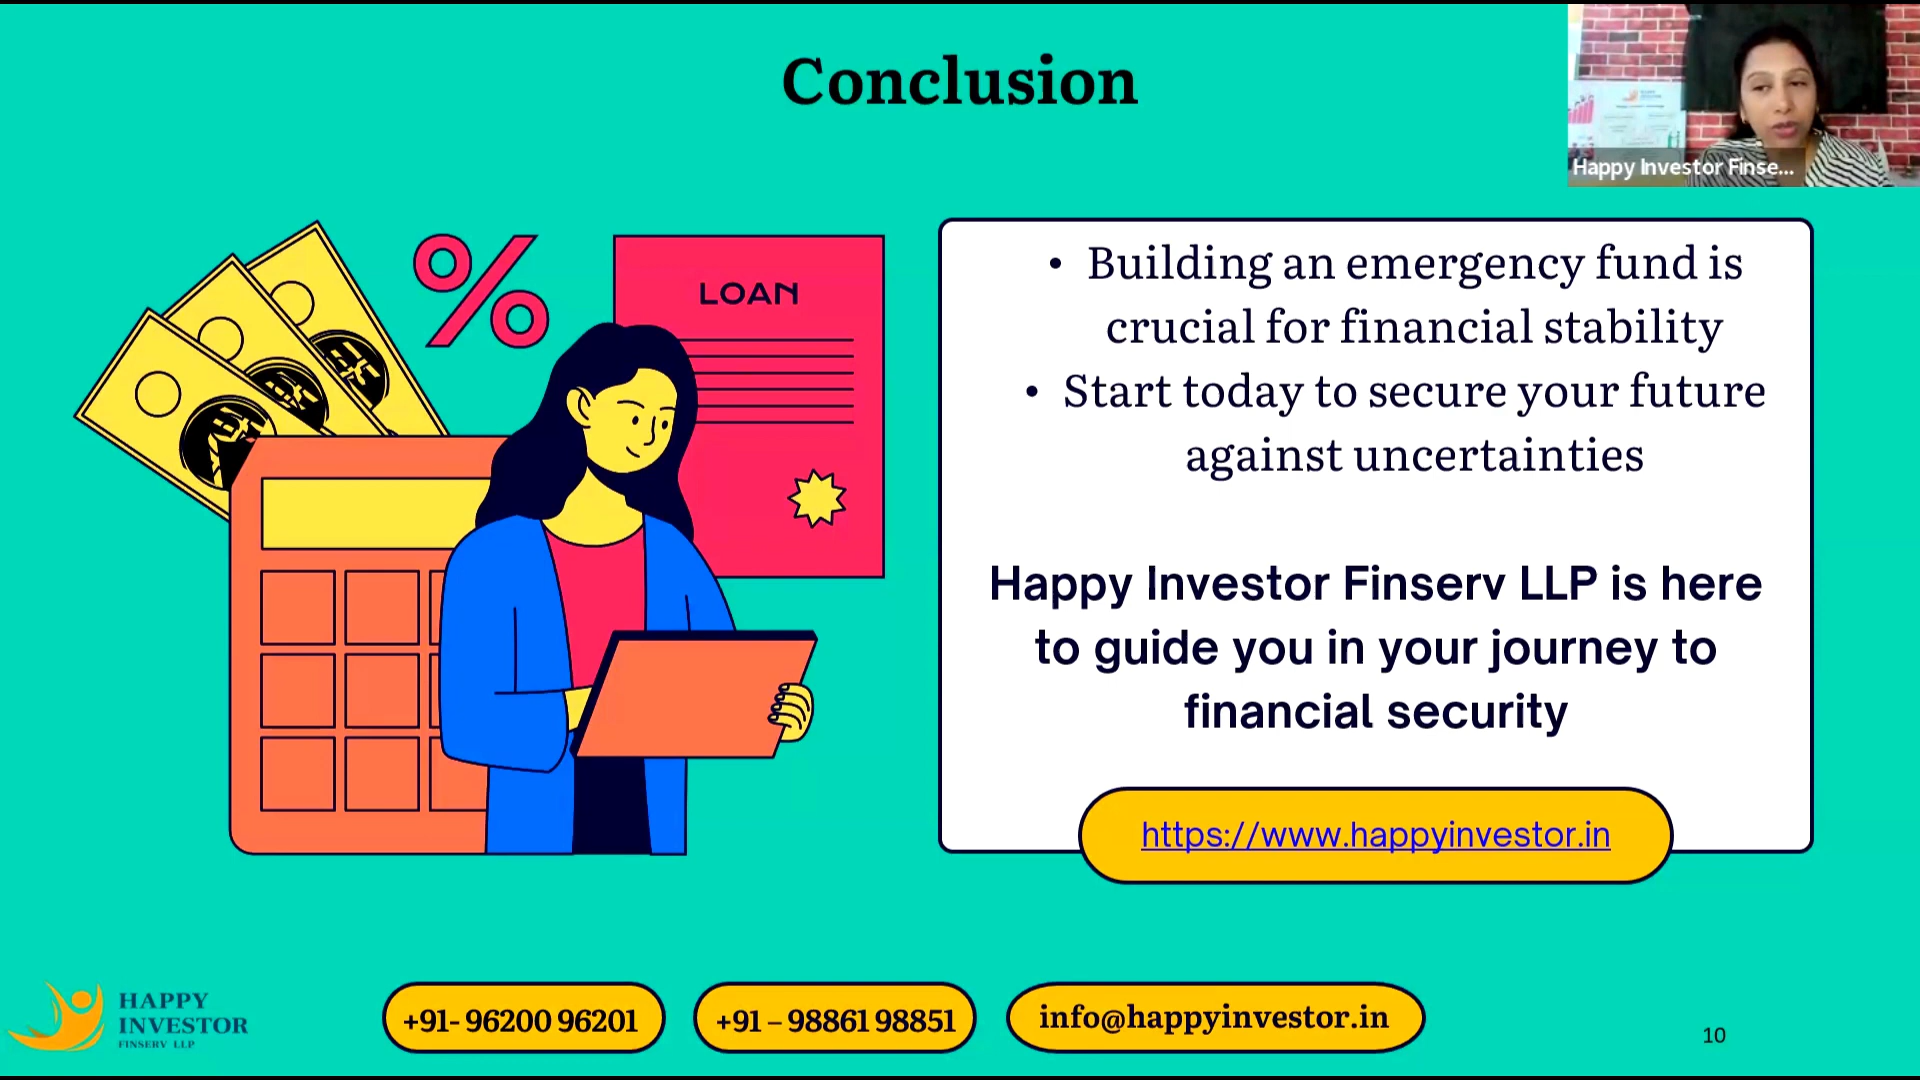 Conclusion
Happy Investor Finse...
LOAN
• Building an emergency fund is
crucial for financial stability
• Start today to secure your future
against uncertainties
Happy Investor Finserv LLP is here
to guide you in your journey to
financial security
https://www.happyinvestor.in
HAPPY
INVESTOR
FINSERV LLP
+91- 96200 96201
+91 – 98861 98851
info@happyinvestor.in
10